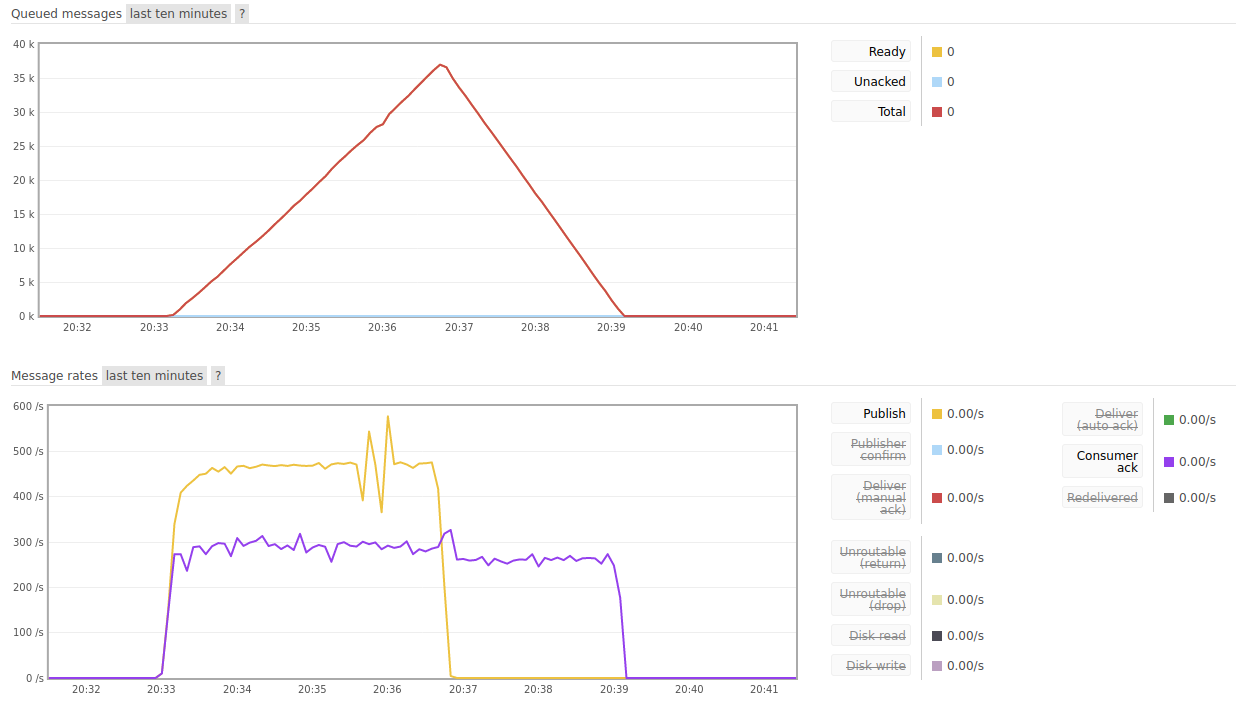 Queued messages last ten minutes ?
40 k
35 k
30 k
25 k
20 k
15 k
10 k
5 k
0 k
20:32 20:33 20:34 20:35 20:36 20:37 20:38 20:39 20:40 20:41
Ready 0
Unacked 0
Total 0
Message rates last ten minutes ?
600 /s
500 /s
400 /s
300 /s
200 /s
100 /s
0 /s
20:32 20:33 20:34 20:35 20:36 20:37 20:38 20:39 20:40 20:41
Publish 0.00/s
Publisher
confirm 0.00/s
Deliver
(manual
ack) 0.00/s
Deliver
(auto ack) 0.00/s
Consumer
ack 0.00/s
Redelivered 0.00/s
Unroutable
(return) 0.00/s
Unroutable
(drop) 0.00/s
Disk read 0.00/s
Disk write 0.00/s